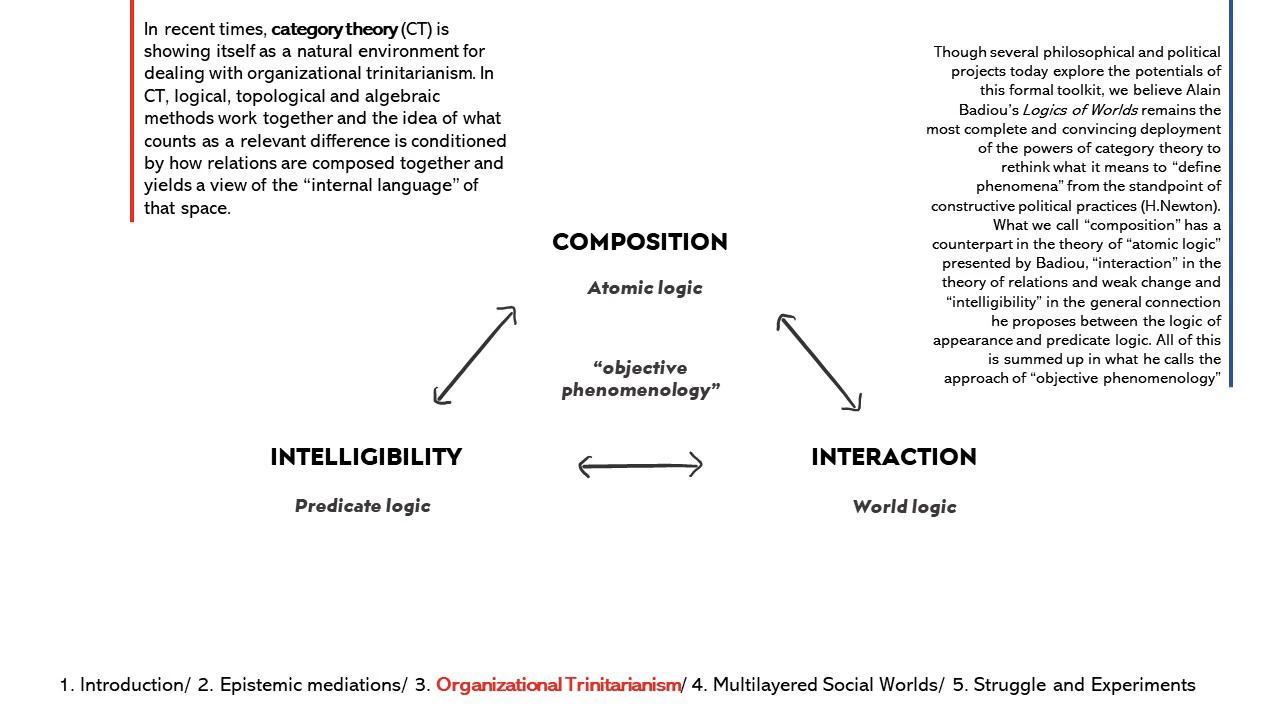 In recent times, category theory (CT) is
showing itself as a natural environment for
dealing with organizational trinitarianism. In
CT, logical, topological and algebraic
methods work together and the idea of what
counts as a relevant difference is conditioned
by how relations are composed together and
yields a view of the “internal language” of
that space.
Though several philosophical and political
projects today explore the potentials of
this formal toolkit, we believe Alain
Badiou’s Logics of Worlds remains the
most complete and convincing deployment
of the powers of category theory to
rethink what it means to “define
phenomena” from the standpoint of
constructive political practices (H.Newton).
What we call “composition” has a
counterpart in the theory of “atomic logic”
presented by Badiou, “interaction” in the
theory of relations and weak change and
“intelligibility” in the general connection
he proposes between the logic of
appearance and predicate logic. All of this
is summed up in what he calls the
approach of “objective phenomenology”
COMPOSITION
Atomic logic
“objective
phenomenology”
INTELLIGIBILITY
Predicate logic
INTERACTION
World logic
1. Introduction/ 2. Epistemic mediations/ 3. Organizational Trinitarianism/ 4. Multilayered Social Worlds/ 5. Struggle and Experiments